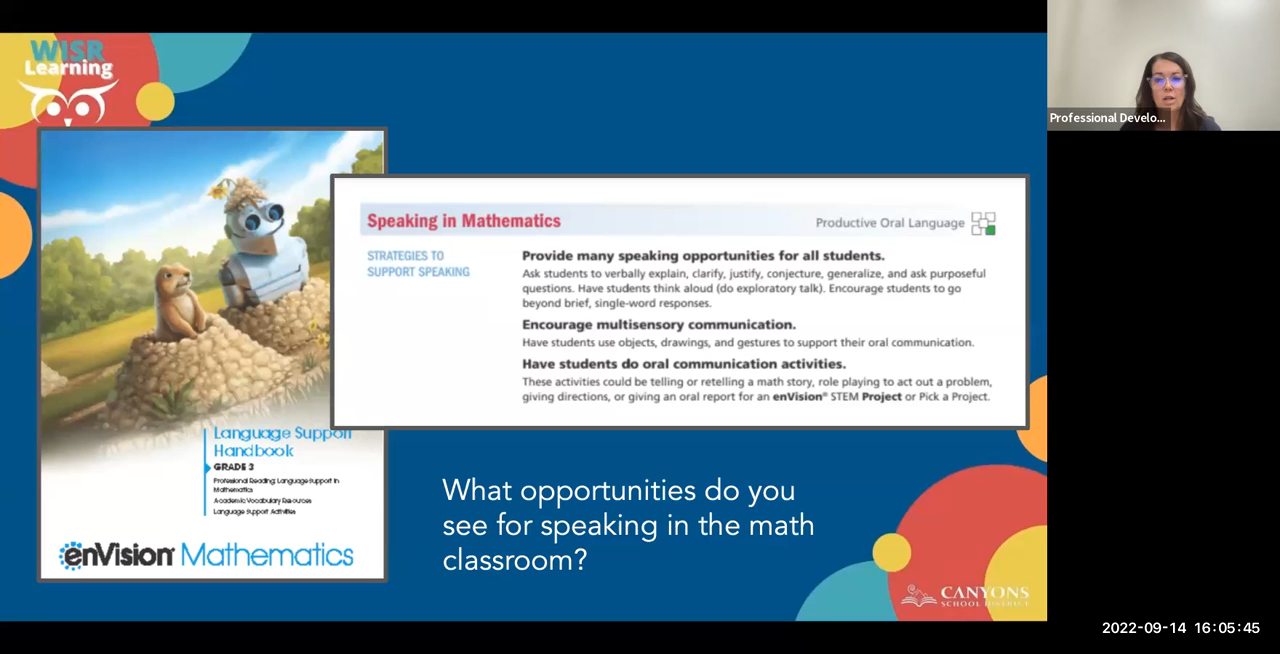 WISR
Learning
Professional Develo...
Speaking in Mathematics
Productive Oral Language
STRATEGIES TO
SUPPORT SPEAKING
Provide many speaking opportunities for all students.
Ask students to verbally explain, clarify, justify, conjecture, generalize, and ask purposeful
questions. Have students think aloud (do exploratory talk). Encourage students to go
beyond brief, single-word responses.
Encourage multisensory communication.
Have students use objects, drawings, and gestures to support their oral communication.
Have students do oral communication activities.
These activities could be telling or retelling a math story, role playing to act out a problem,
giving directions, or giving an oral report for an enVision® STEM Project or Pick a Project.
Language Support
Handbook
GRADE 3
Professional Reading: Language Support in
Mathematics
Academic Vocabulary Resources
Language Support Activities
enVision Mathematics
What opportunities do you
see for speaking in the math
classroom?
CANYONS
SCHOOL DISTRICT
2022-09-14 16:05:45